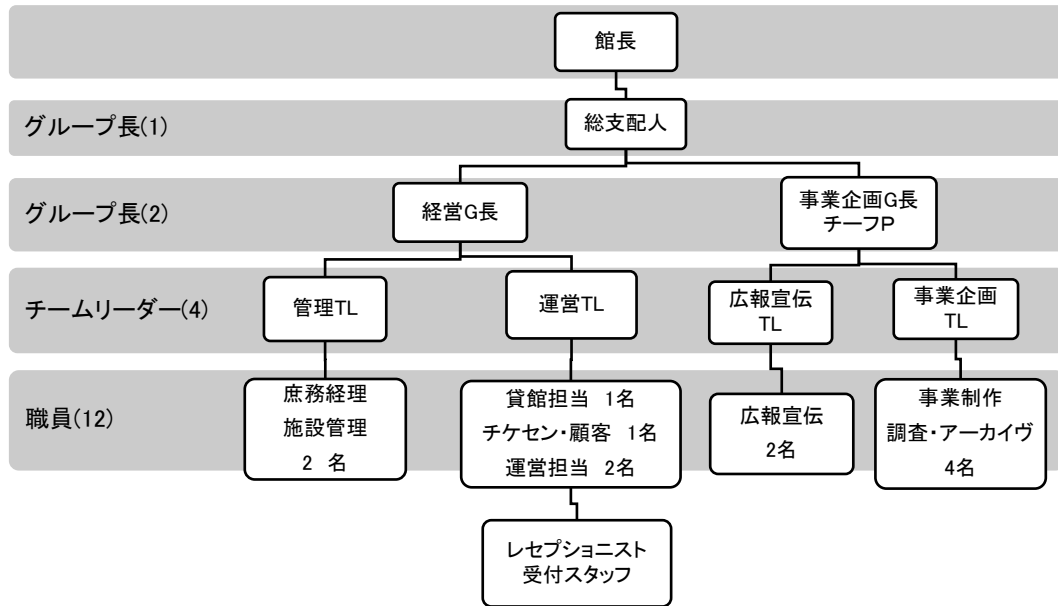 館長
グループ長(1)
総支配人
グループ長(2)
経営G長
事業企画G長
チーフP
チームリーダー(4)
管理TL
運営TL
広報宣伝
TL
事業企画
TL
職員(12)
庶務経理
施設管理
2 名
貸館担当 1名
チケセン・顧客 1名
運営担当 2名
広報宣伝
2名
事業制作
調査・アーカイヴ
4名
レセプショニスト
受付スタッフ